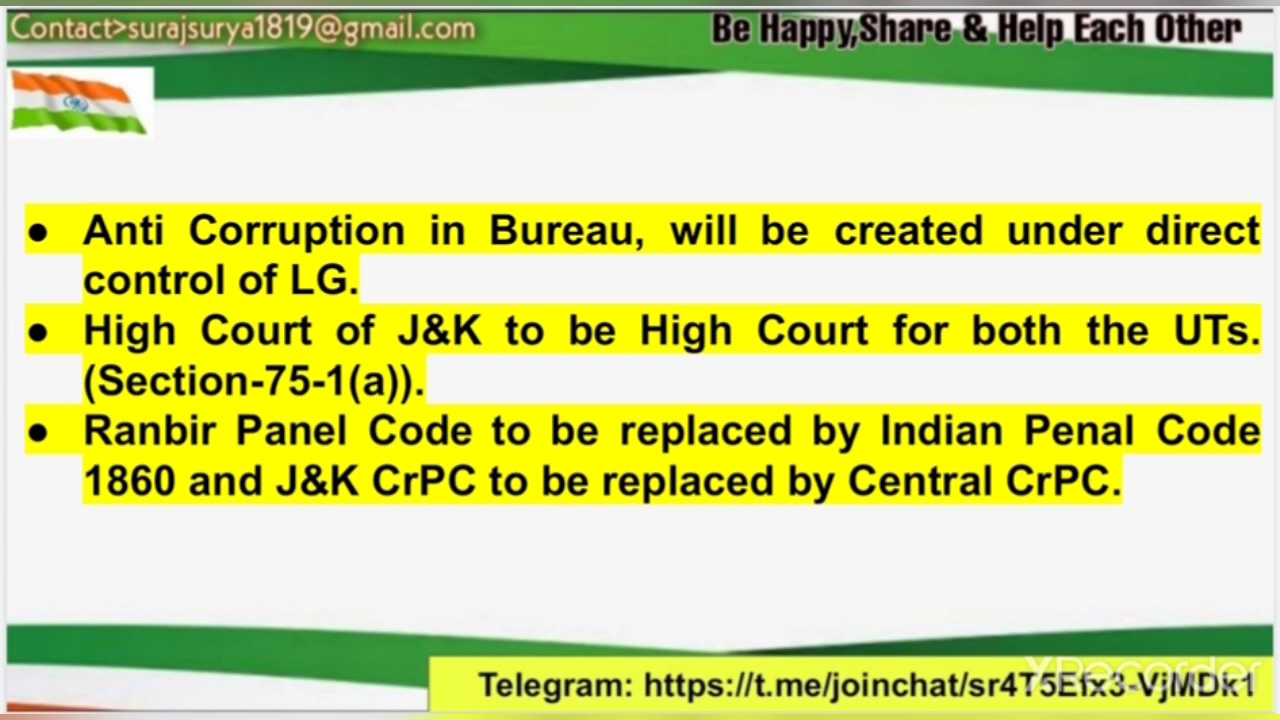 Contact>surajsurya1819@gmail.com
Be Happy,Share & Help Each Other
● Anti Corruption in Bureau, will be created under direct
control of LG.
● High Court of J&K to be High Court for both the UTs.
(Section-75-1(a)).
● Ranbir Panel Code to be replaced by Indian Penal Code
1860 and J&K CrPC to be replaced by Central CrPC.
Telegram: https://t.me/joinchat/sr4T5Efx3-VjMDk1
XRecorder